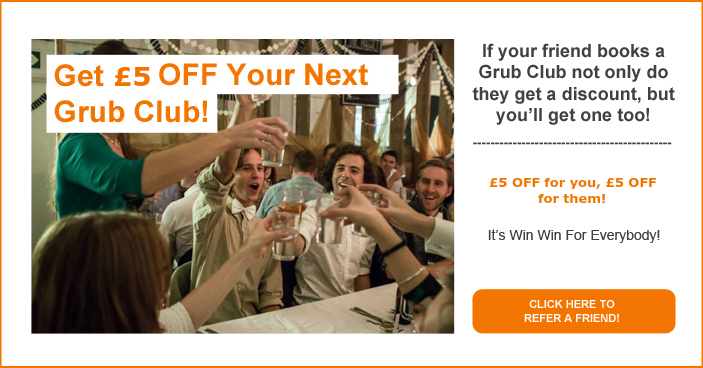 Get £5 OFF Your Next
Grub Club!
If your friend books a
Grub Club not only do
they get a discount, but
you'll get one too!
---------------------------------------------
£5 OFF for you, £5 OFF
for them!
It's Win Win For Everybody!
CLICK HERE TO
REFER A FRIEND!